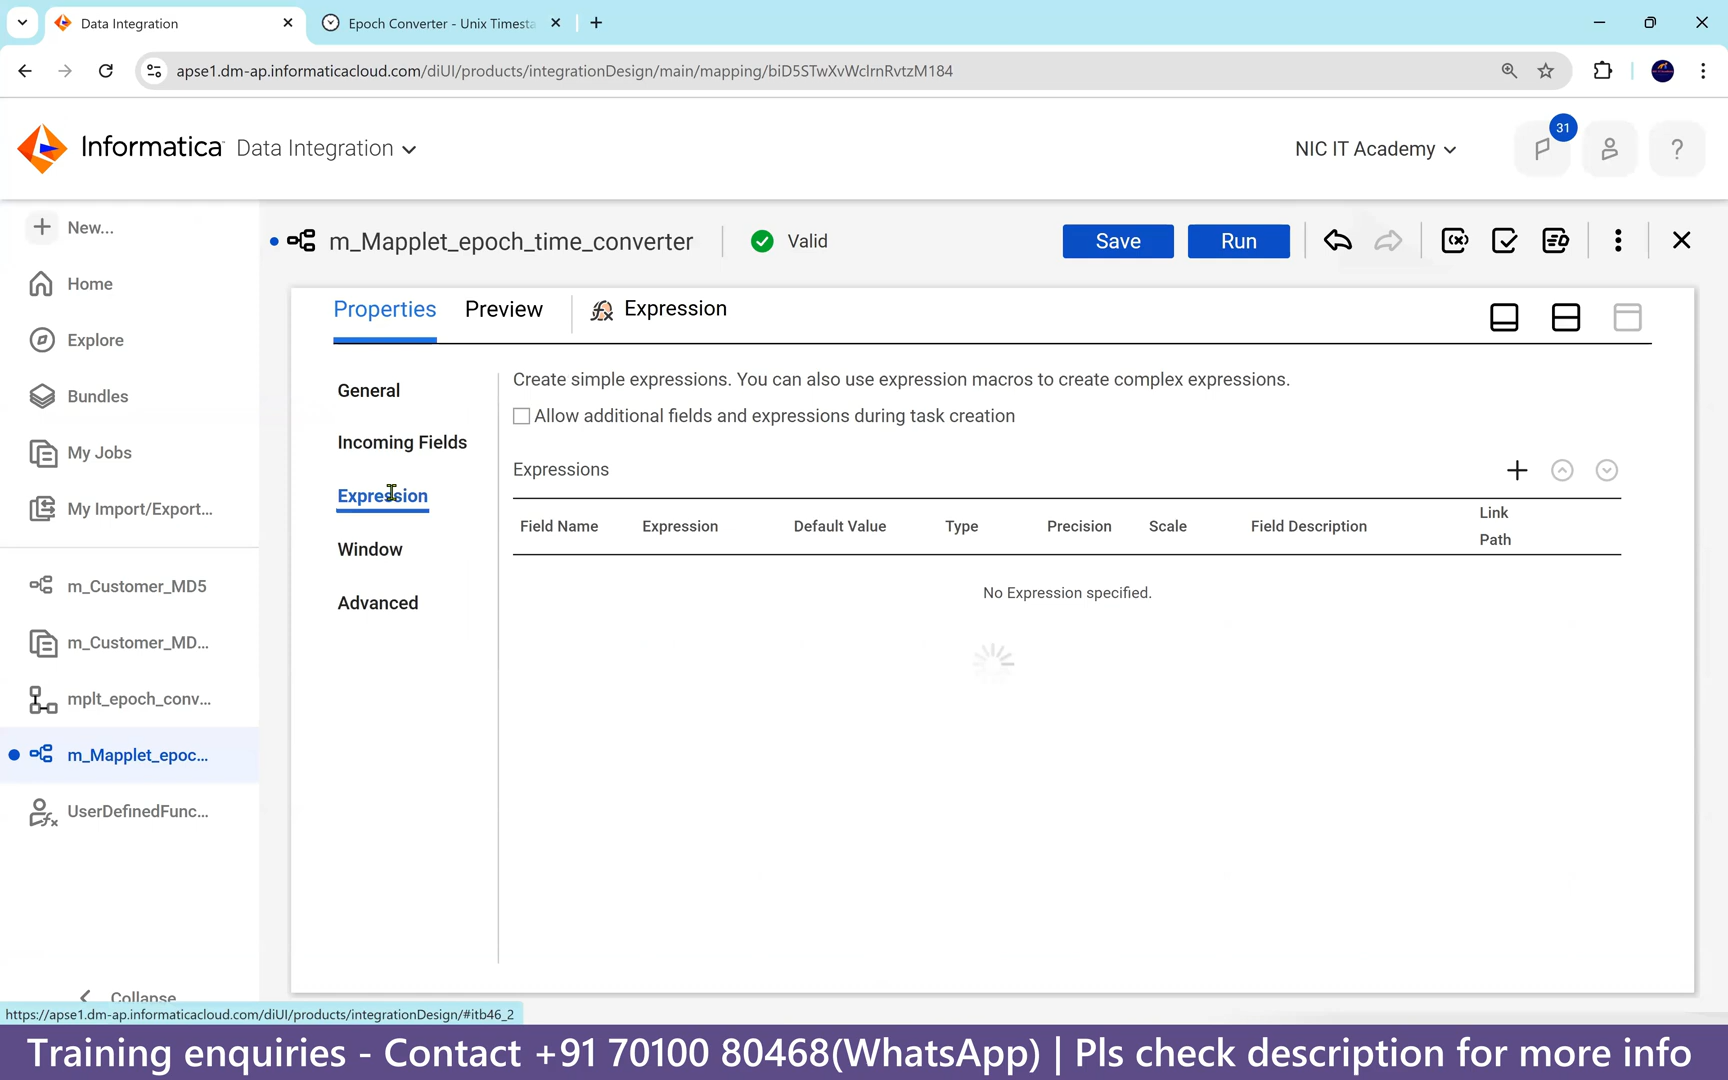 Data Integration
Epoch Converter - Unix Timesta
apse1.dm-ap.informaticacloud.com/diUI/products/integrationDesign/main/mapping/biD5STwXvWclrnRvtzM184
Informatica Data Integration
NIC IT Academy
31
?
New...
Home
Explore
Bundles
My Jobs
My Import/Export...
m_Customer_MD5
m_Customer_MD...
mplt_epoch_conv...
m_Mapplet_epoc...
UserDefinedFunc...
Collapse
m_Mapplet_epoch_time_converter
Valid
Save
Run
Properties
Preview
Expression
General
Incoming Fields
Expression
Window
Advanced
Create simple expressions. You can also use expression macros to create complex expressions.
Allow additional fields and expressions during task creation
Expressions
Field Name
Expression
Default Value
Type
Precision
Scale
Field Description
Link
Path
No Expression specified.
https://apse1.dm-ap.informaticacloud.com/diUI/products/integrationDesign/#itb46_2
Training enquiries - Contact +91 70100 80468(WhatsApp) | Pls check description for more info